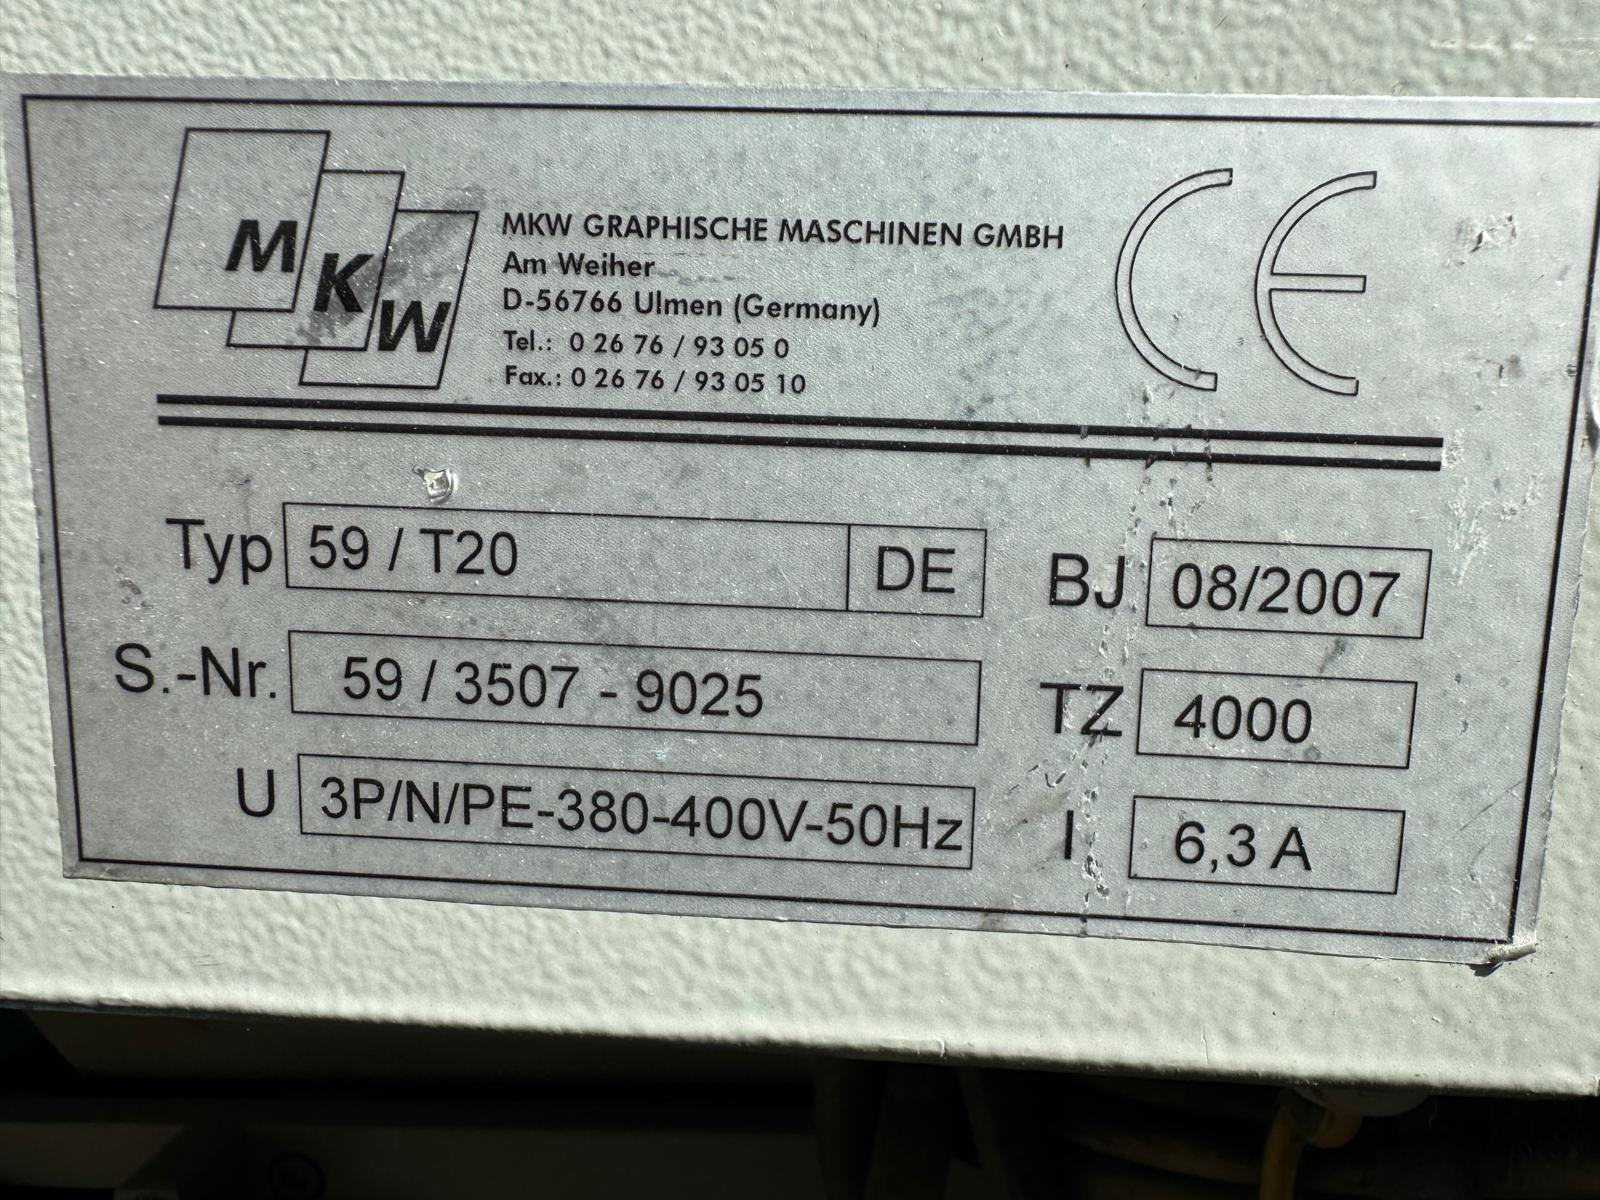 M K W
MKW GRAPHISCHE MASCHINEN GMBH
Am Weiher
D-56766 Ulmen (Germany)
Tel.: 0 26 76 / 93 05 0
Fax.: 0 26 76 / 93 05 10
CE
Typ 59 / T20 DE BJ 08/2007
S.-Nr. 59 / 3507 - 9025 TZ 4000
U 3P/N/PE-380-400V-50Hz I 6,3 A